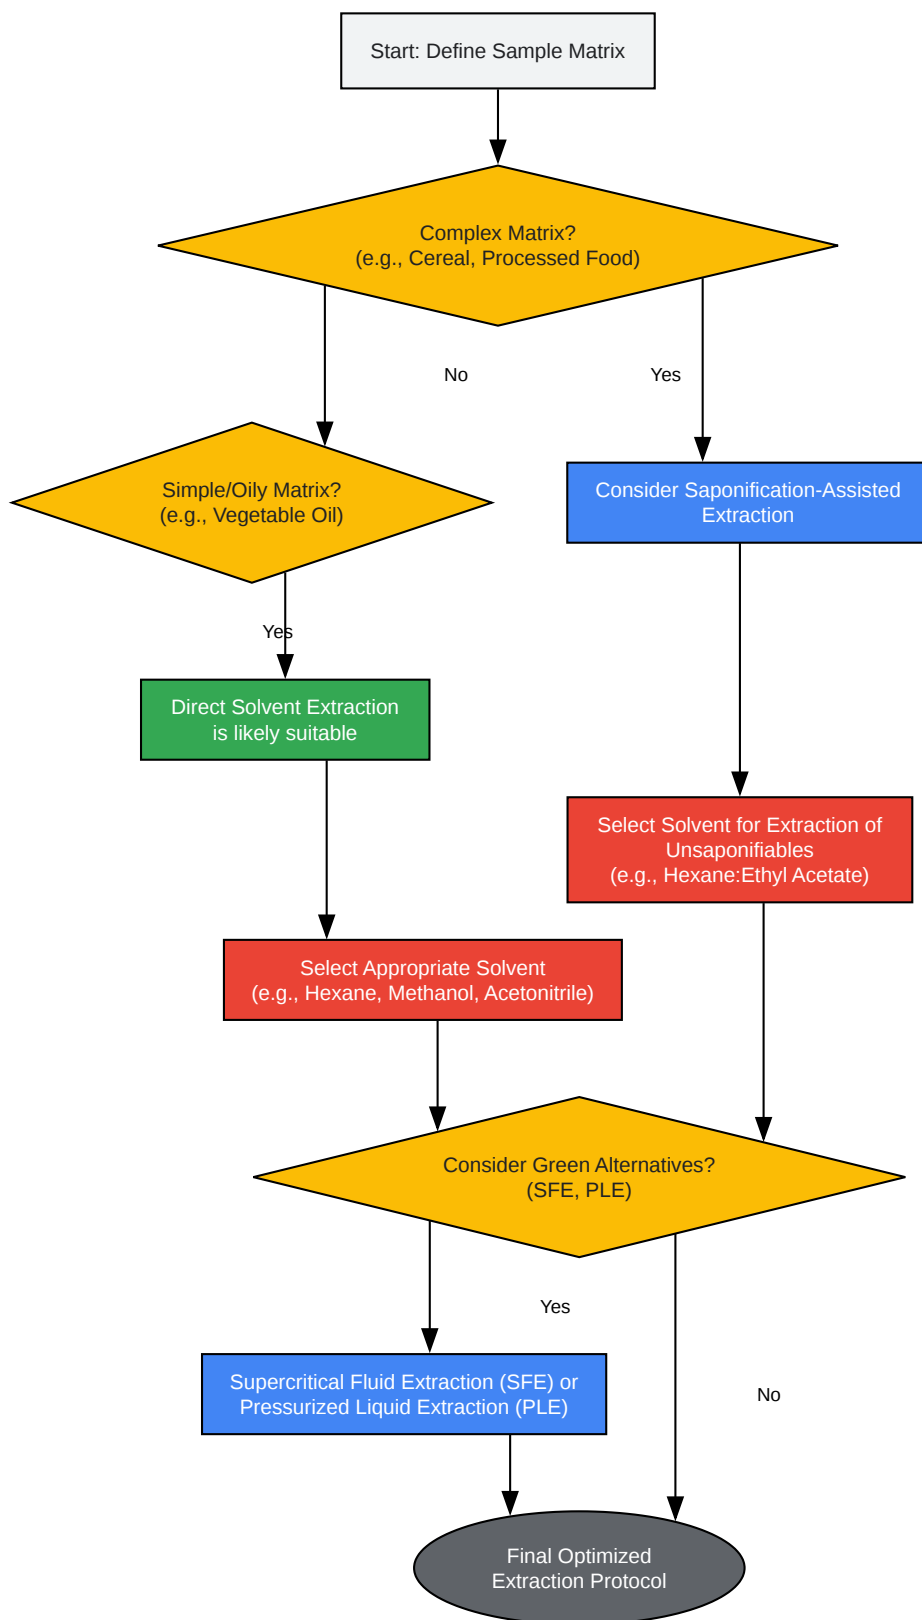 Start: Define Sample Matrix
Complex Matrix?
(e.g., Cereal, Processed Food)
No
Yes
Simple/Oily Matrix?
(e.g., Vegetable Oil)
Consider Saponification-Assisted
Extraction
Yes
Direct Solvent Extraction
is likely suitable
Select Solvent for Extraction of
Unsaponifiables
(e.g., Hexane:Ethyl Acetate)
Select Appropriate Solvent
(e.g., Hexane, Methanol, Acetonitrile)
Consider Green Alternatives?
(SFE, PLE)
Yes
Supercritical Fluid Extraction (SFE) or
Pressurized Liquid Extraction (PLE)
No
Final Optimized
Extraction Protocol